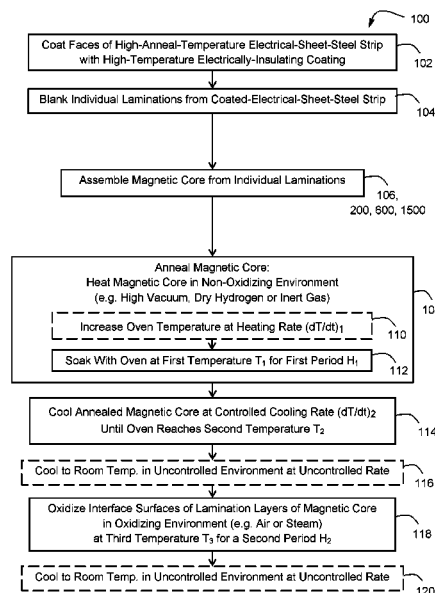 100
Coat Faces of High-Anneal-Temperature Electrical-Sheet-Steel Strip
with High-Temperature Electrically-Insulating Coating
102
Blank Individual Laminations from Coated-Electrical-Sheet-Steel Strip
104
Assemble Magnetic Core from Individual Laminations
106,
200, 600, 1500
Anneal Magnetic Core:
Heat Magnetic Core in Non-Oxidizing Environment
(e.g. High Vacuum, Dry Hydrogen or Inert Gas)
10
Increase Oven Temperature at Heating Rate (dT/dt)₁
110
Soak With Oven at First Temperature T₁ for First Period H₁
112
Cool Annealed Magnetic Core at Controlled Cooling Rate (dT/dt)₂
Until Oven Reaches Second Temperature T₂
114
Cool to Room Temp. in Uncontrolled Environment at Uncontrolled Rate
116
Oxidize Interface Surfaces of Lamination Layers of Magnetic Core
in Oxidizing Environment (e.g. Air or Steam)
at Third Temperature T₃ for a Second Period H₂
118
Cool to Room Temp. in Uncontrolled Environment at Uncontrolled Rate
120